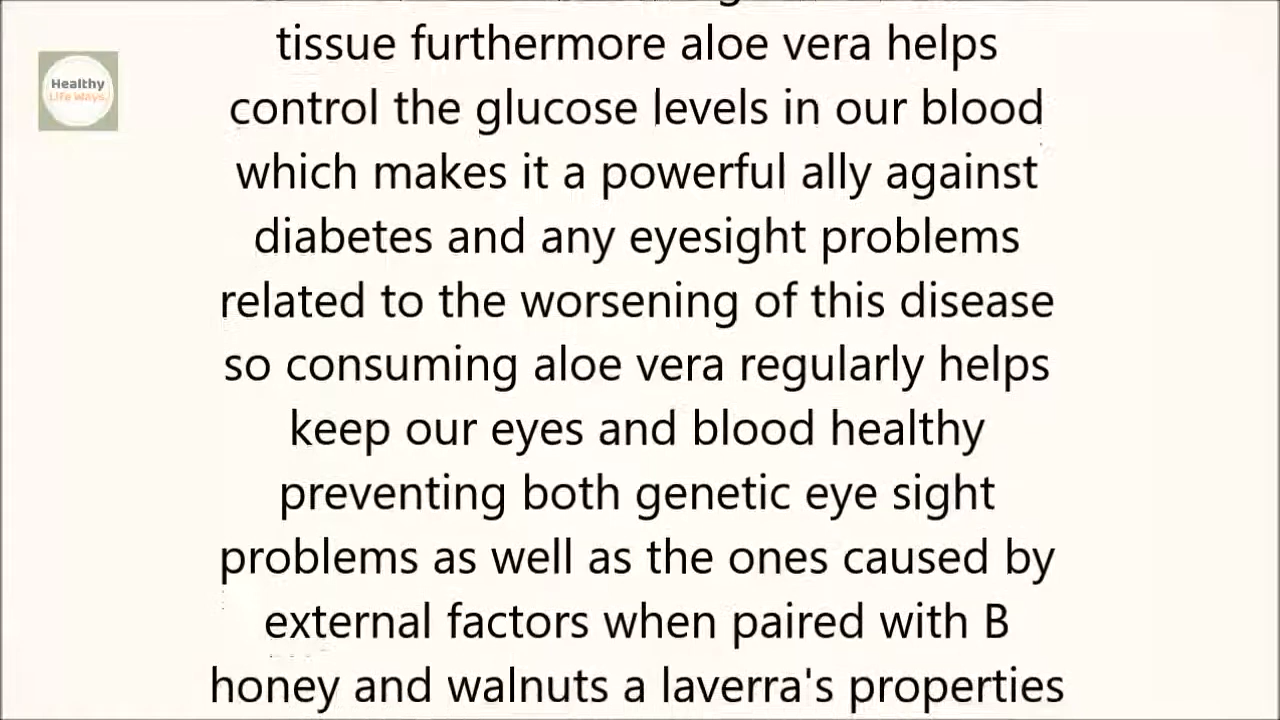 Healthy
Life Ways
tissue furthermore aloe vera helps
control the glucose levels in our blood
which makes it a powerful ally against
diabetes and any eyesight problems
related to the worsening of this disease
so consuming aloe vera regularly helps
keep our eyes and blood healthy
preventing both genetic eye sight
problems as well as the ones caused by
external factors when paired with B
honey and walnuts a laverra's properties